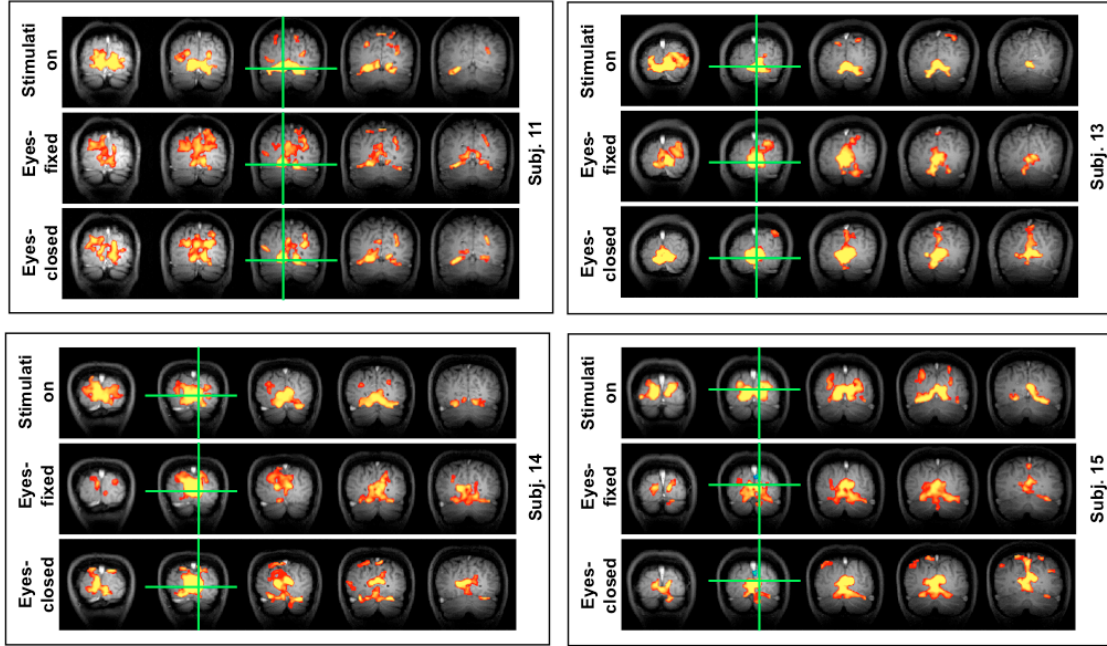 Stimulati
on
Eyes-
fixed
Eyes-
closed
Subj. 11
Stimulati
on
Eyes-
fixed
Eyes-
closed
Subj. 13
Stimulati
on
Eyes-
fixed
Eyes-
closed
Subj. 14
Stimulati
on
Eyes-
fixed
Eyes-
closed
Subj. 15